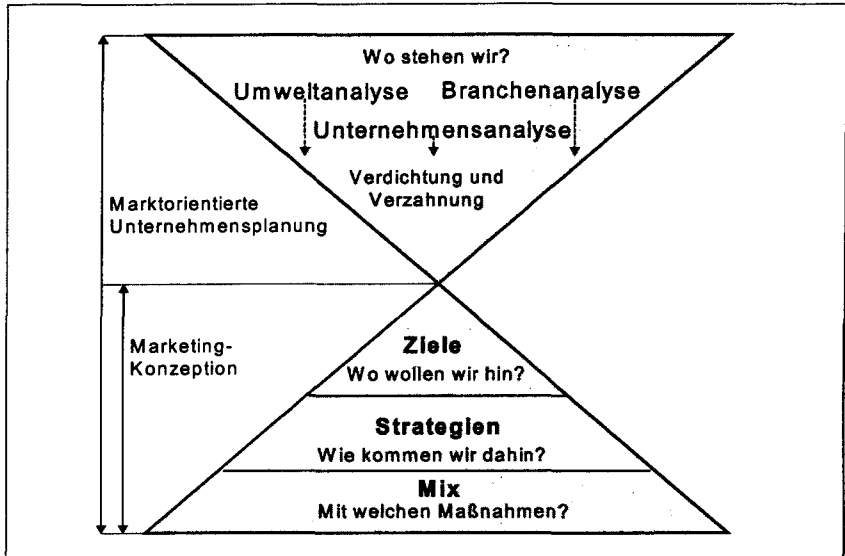 Wo stehen wir?
Umweltanalyse Branchenanalyse
Unternehmensanalyse
Verdichtung und
Verzahnung
Marktorientierte
Unternehmensplanung
Marketing-
Konzeption
Ziele
Wo wollen wir hin?
Strategien
Wie kommen wir dahin?
Mix
Mit welchen Maßnahmen?